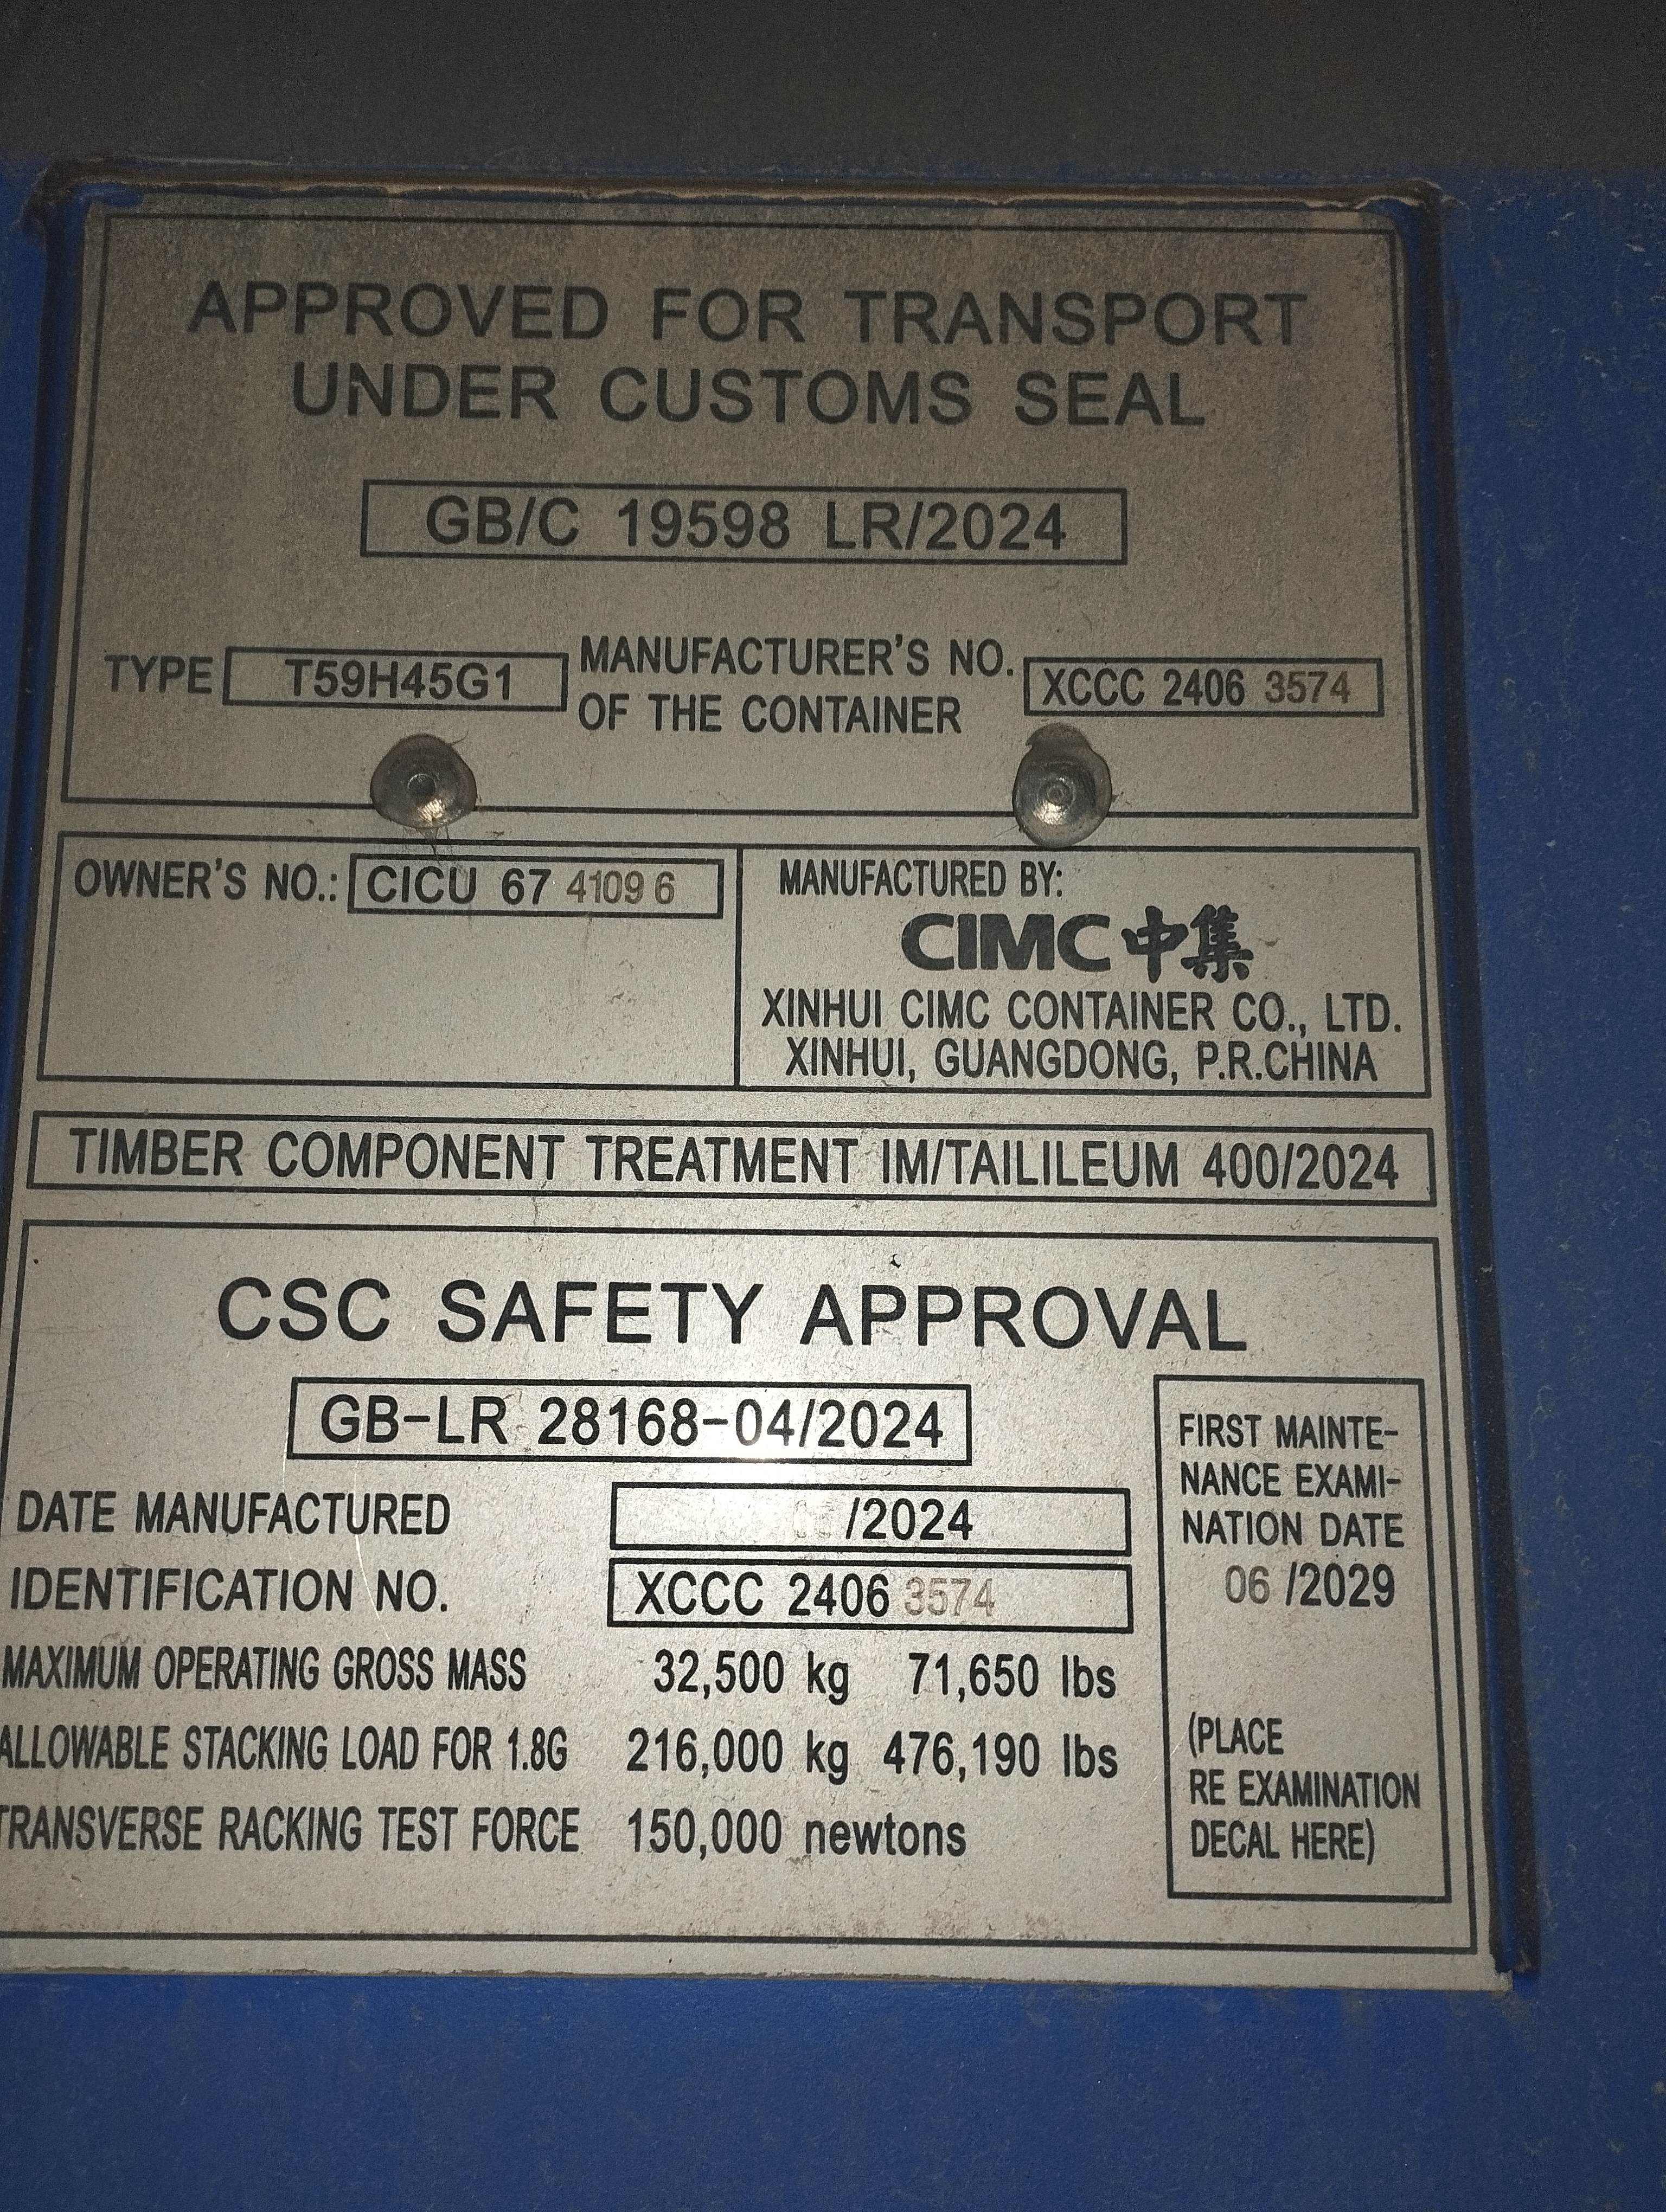 APPROVED FOR TRANSPORT
UNDER CUSTOMS SEAL
GB/C 19598 LR/2024
TYPE T59H45G1
MANUFACTURER'S NO.
OF THE CONTAINER
XCCC 2406 3574
OWNER'S NO.: CICU 67 4109 6
MANUFACTURED BY:
CIMC 中集
XINHUI CIMC CONTAINER CO., LTD.
XINHUI, GUANGDONG, P.R.CHINA
TIMBER COMPONENT TREATMENT IM/TAILILEUM 400/2024
CSC SAFETY APPROVAL
GB-LR 28168-04/2024
DATE MANUFACTURED /2024
IDENTIFICATION NO. XCCC 2406 3574
MAXIMUM OPERATING GROSS MASS 32,500 kg 71,650 lbs
ALLOWABLE STACKING LOAD FOR 1.8G 216,000 kg 476,190 lbs
TRANSVERSE RACKING TEST FORCE 150,000 newtons
FIRST MAINTE-
NANCE EXAMI-
NATION DATE
06 /2029
(PLACE
RE EXAMINATION
DECAL HERE)